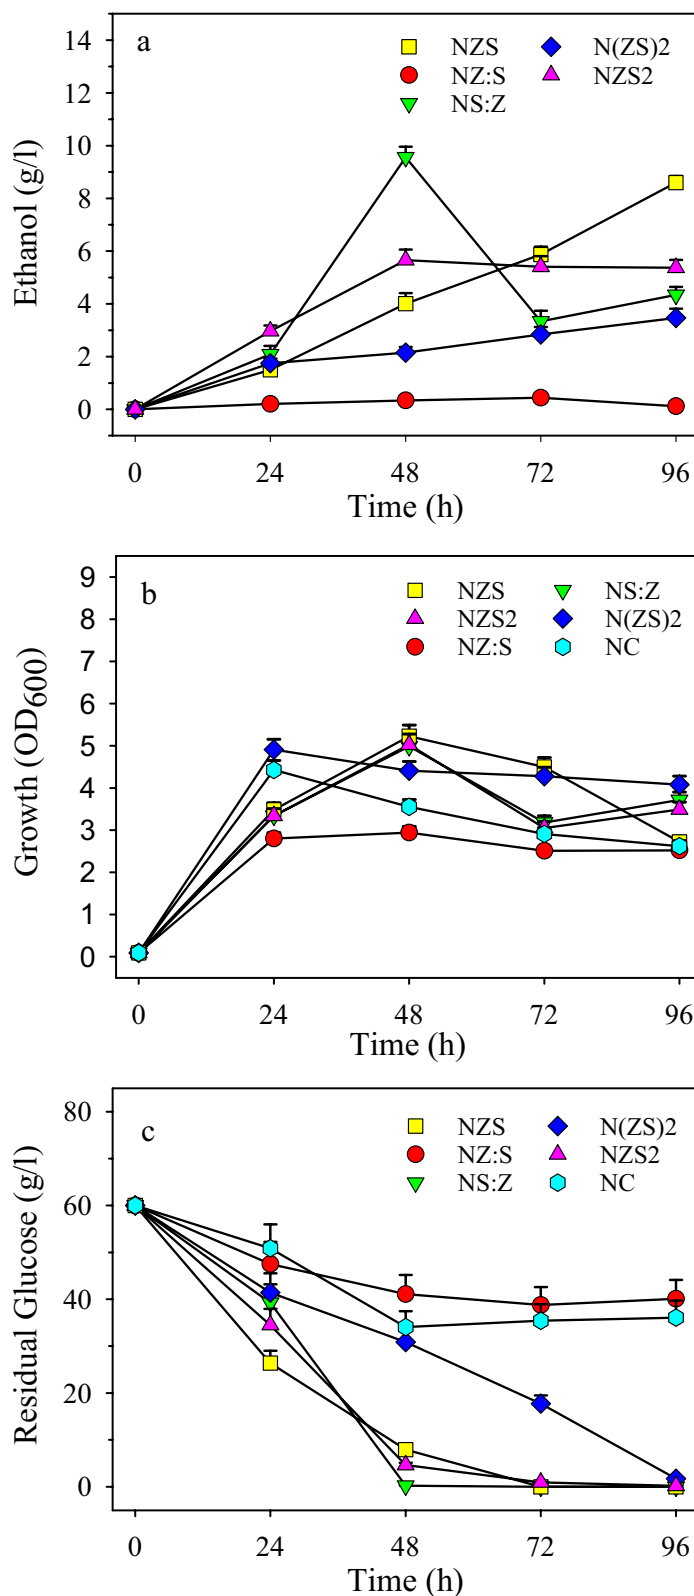 a
NZS N(ZS)2
NZ:S NZS2
NS:Z
14
12
10
8
6
4
2
0
Ethanol (g/l)
0 24 48 72 96
Time (h)
b
NZS NS:Z
NZS2 N(ZS)2
NZ:S NC
9
8
7
6
5
4
3
2
1
0
Growth (OD600)
0 24 48 72 96
Time (h)
c
NZS N(ZS)2
NZ:S NZS2
NS:Z NC
80
60
40
20
0
Residual Glucose (g/l)
0 24 48 72 96
Time (h)